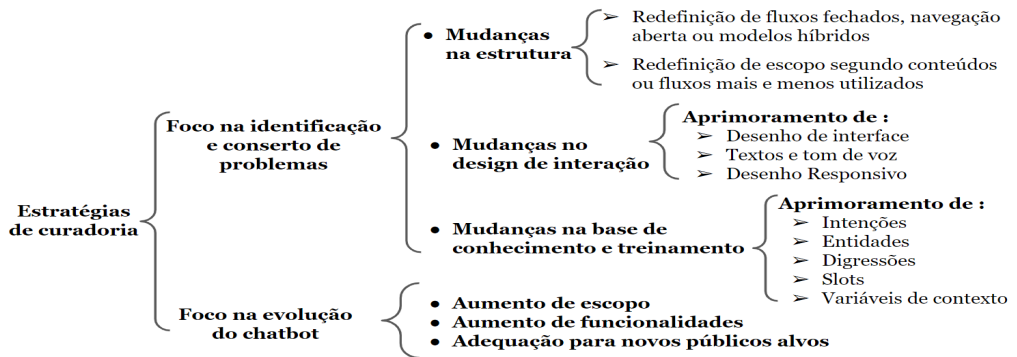 Estratégias
de curadoria
Foco na identificação
e conserto de
problemas
● Mudanças
na estrutura
➢ Redefinição de fluxos fechados, navegação
aberta ou modelos híbridos
➢ Redefinição de escopo segundo conteúdos
ou fluxos mais e menos utilizados
● Mudanças no
design de interação
Aprimoramento de :
➢ Desenho de interface
➢ Textos e tom de voz
➢ Desenho Responsivo
● Mudanças na base de
conhecimento e treinamento
Aprimoramento de :
➢ Intenções
➢ Entidades
➢ Digressões
➢ Slots
➢ Variáveis de contexto
Foco na evolução
do chatbot
● Aumento de escopo
● Aumento de funcionalidades
● Adequação para novos públicos alvos